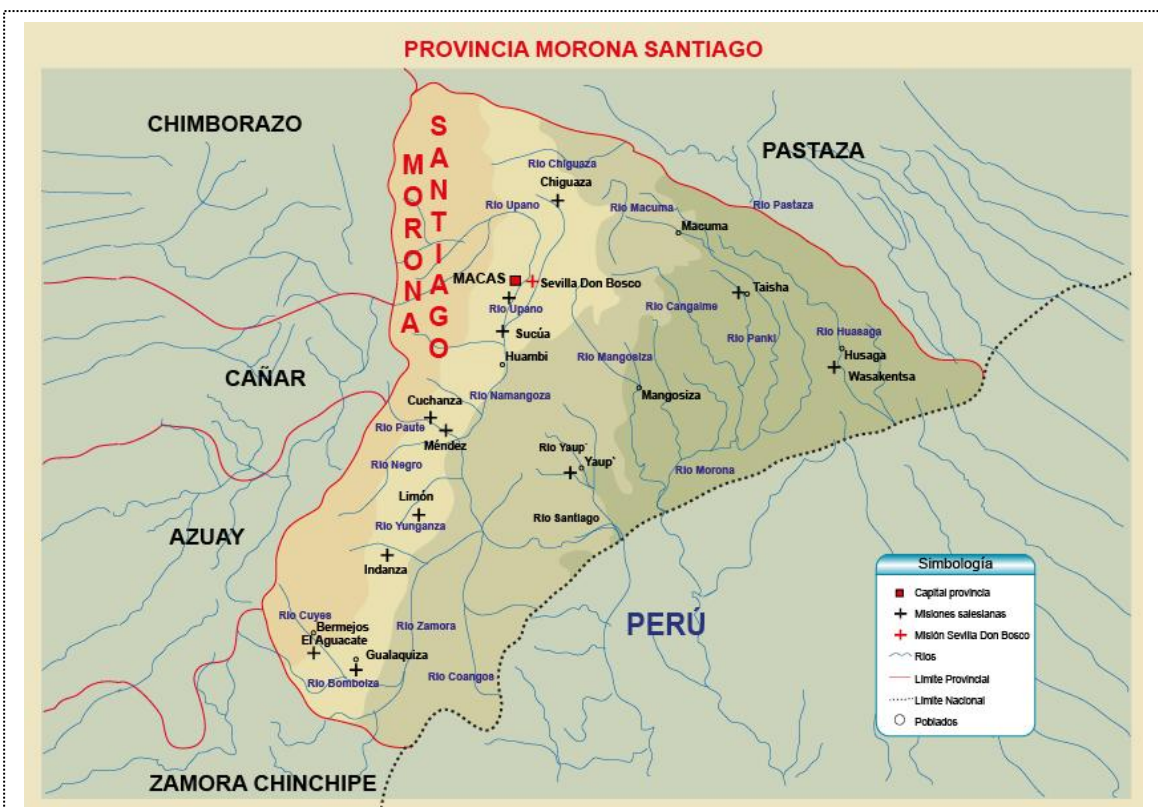 PROVINCIA MORONA SANTIAGO
CHIMBORAZO
MORONA
SANTIAGO
PASTAZA
Río Chiguaza
Chiguaza
Río Upano
Río Macuma
Río Pastaza
Macuma
MACAS
Sevilla Don Bosco
Taisha
Río Upano
Río Cangaime
Sucúa
Río Panki
Río Huasaga
Huambi
Río Mangosiza
Husaga
Wasakentsa
CAÑAR
Cuchanza
Río Namangoza
Mangosiza
Río Paute
Méndez
Río Yaup`
Yaup`
Río Negro
Río Morona
Limón
Río Yunganza
Río Santiago
AZUAY
Indanza
Río Cuyes
Bermejos
El Aguacate
Río Zamora
PERÚ
Gualaquiza
Río Bomboiza
Río Coangos
ZAMORA CHINCHIPE
Simbología
Capital provincia
Misiones salesianas
Misión Sevilla Don Bosco
Ríos
Límite Provincial
Límite Nacional
Poblados